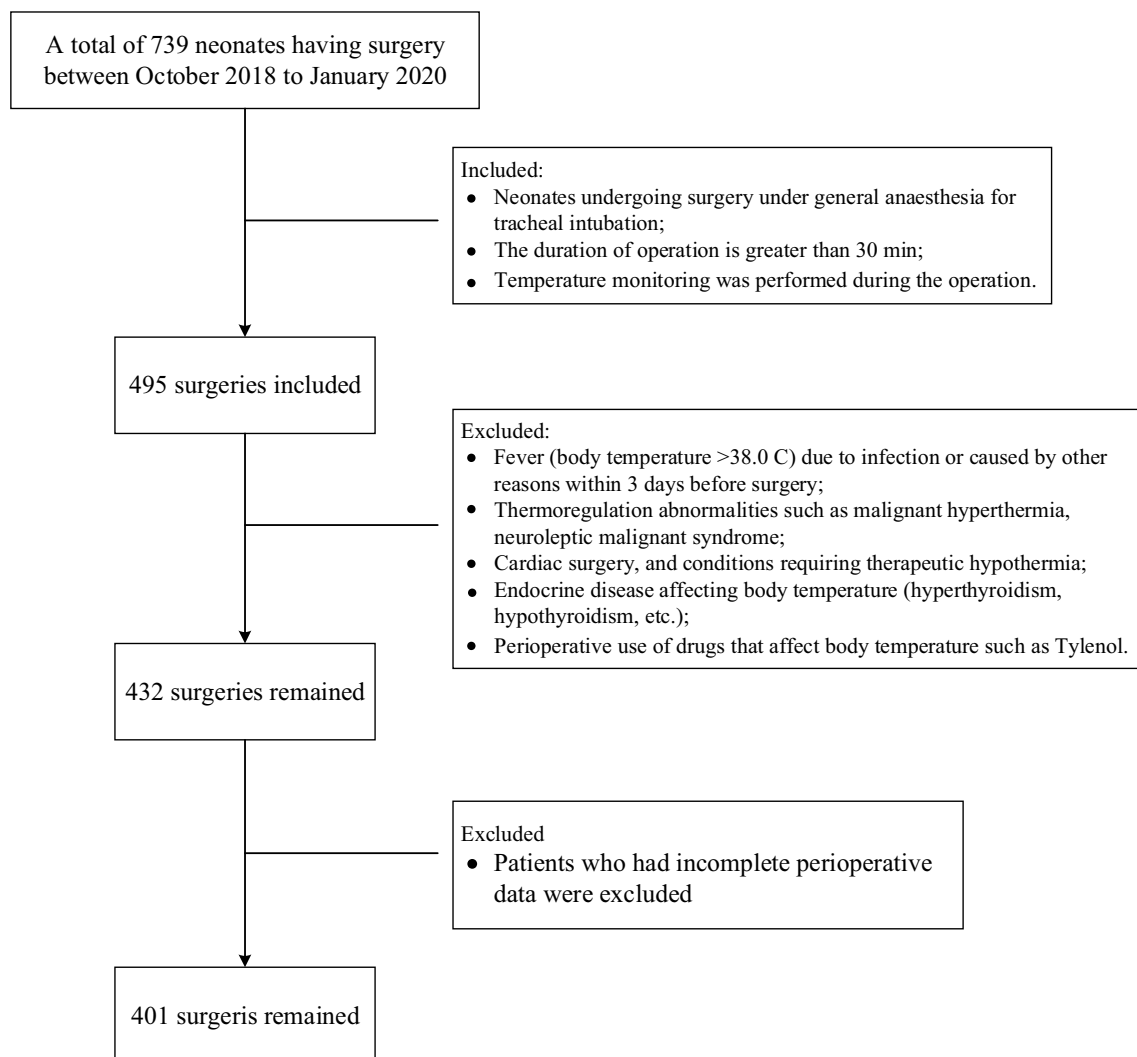 A total of 739 neonates having surgery
between October 2018 to January 2020
Included:
● Neonates undergoing surgery under general anaesthesia for
tracheal intubation;
● The duration of operation is greater than 30 min;
● Temperature monitoring was performed during the operation.
495 surgeries included
Excluded:
● Fever (body temperature >38.0 C) due to infection or caused by other
reasons within 3 days before surgery;
● Thermoregulation abnormalities such as malignant hyperthermia,
neuroleptic malignant syndrome;
● Cardiac surgery, and conditions requiring therapeutic hypothermia;
● Endocrine disease affecting body temperature (hyperthyroidism,
hypothyroidism, etc.);
● Perioperative use of drugs that affect body temperature such as Tylenol.
432 surgeries remained
Excluded
● Patients who had incomplete perioperative
data were excluded
401 surgeris remained